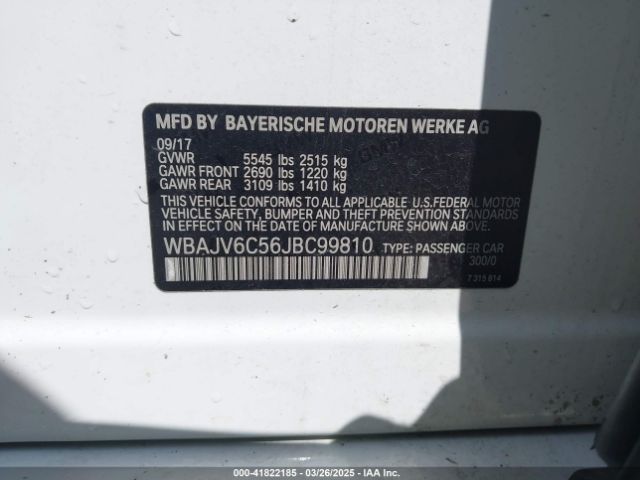 MFD BY BAYERISCHE MOTOREN WERKE AG
09/17
GVWR 5545 lbs 2515 kg
GAWR FRONT 2690 lbs 1220 kg
GAWR REAR 3109 lbs 1410 kg
THIS VEHICLE CONFORMS TO ALL APPLICABLE U.S.FEDERAL MOTOR
VEHICLE SAFETY, BUMPER AND THEFT PREVENTION STANDARDS
IN EFFECT ON THE DATE OF MANUFACTURE SHOWN ABOVE.
WBAJV6C56JBC99810 TYPE: PASSENGER CAR
300/0
7 315 814
000-41822185 - 03/26/2025 - IAA Inc.